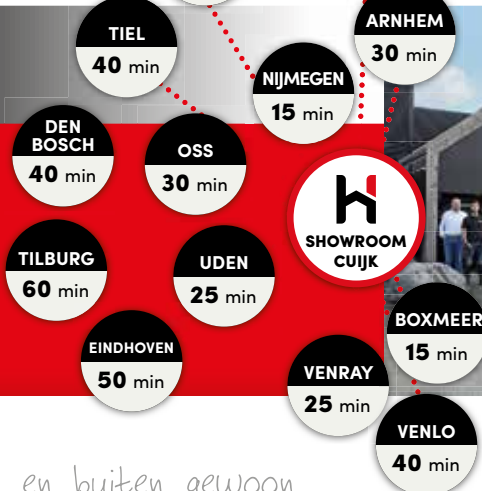 ARNHEM
30 min
TIEL
40 min
NIJMEGEN
15 min
DEN
BOSCH
40 min
OSS
30 min
SHOWROOM
CUIJK
TILBURG
60 min
UDEN
25 min
BOXMEER
15 min
EINDHOVEN
50 min
VENRAY
25 min
VENLO
40 min
en buiten gewoon